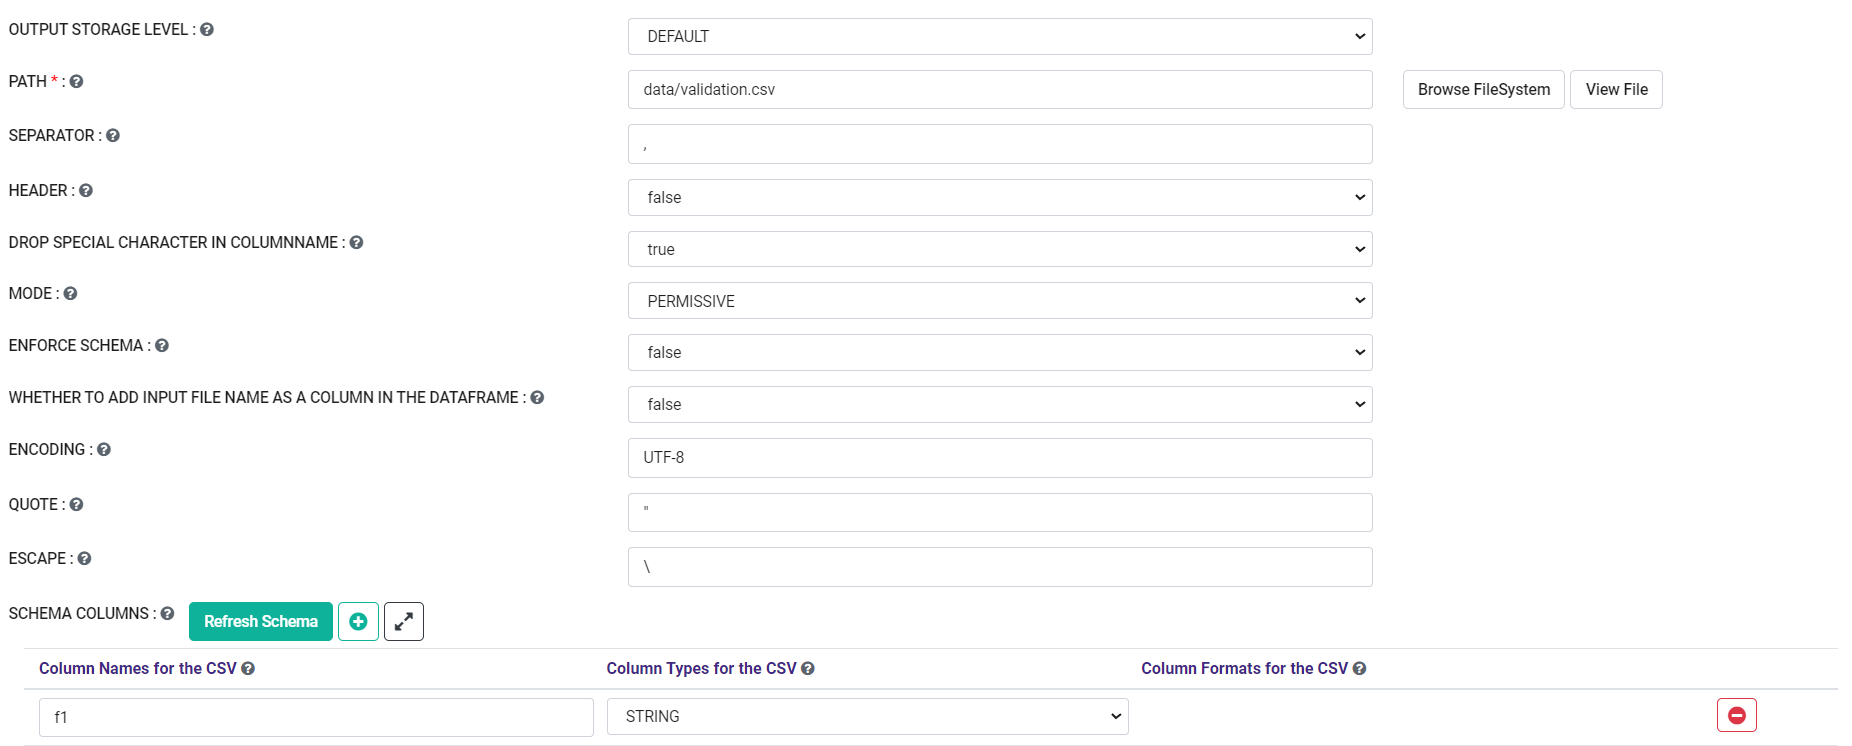 OUTPUT STORAGE LEVEL : DEFAULT
PATH * : data/validation.csv Browse FileSystem View File
SEPARATOR : ,
HEADER : false
DROP SPECIAL CHARACTER IN COLUMNNAME : true
MODE : PERMISSIVE
ENFORCE SCHEMA : false
WHETHER TO ADD INPUT FILE NAME AS A COLUMN IN THE DATAFRAME : false
ENCODING : UTF-8
QUOTE : "
ESCAPE : \
SCHEMA COLUMNS : Refresh Schema
Column Names for the CSV Column Types for the CSV Column Formats for the CSV
f1 STRING